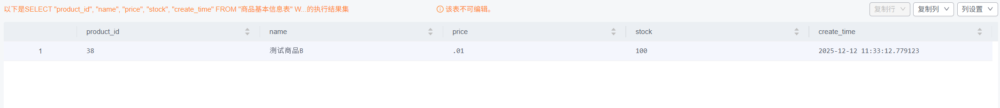 以下是SELECT "product_id", "name", "price", "stock", "create_time" FROM "商品基本信息表" W...的执行结果集 该表不可编辑。 复制行 复制列 列设置
product_id name price stock create_time
1 38 测试商品B .01 100 2025-12-12 11:33:12.779123